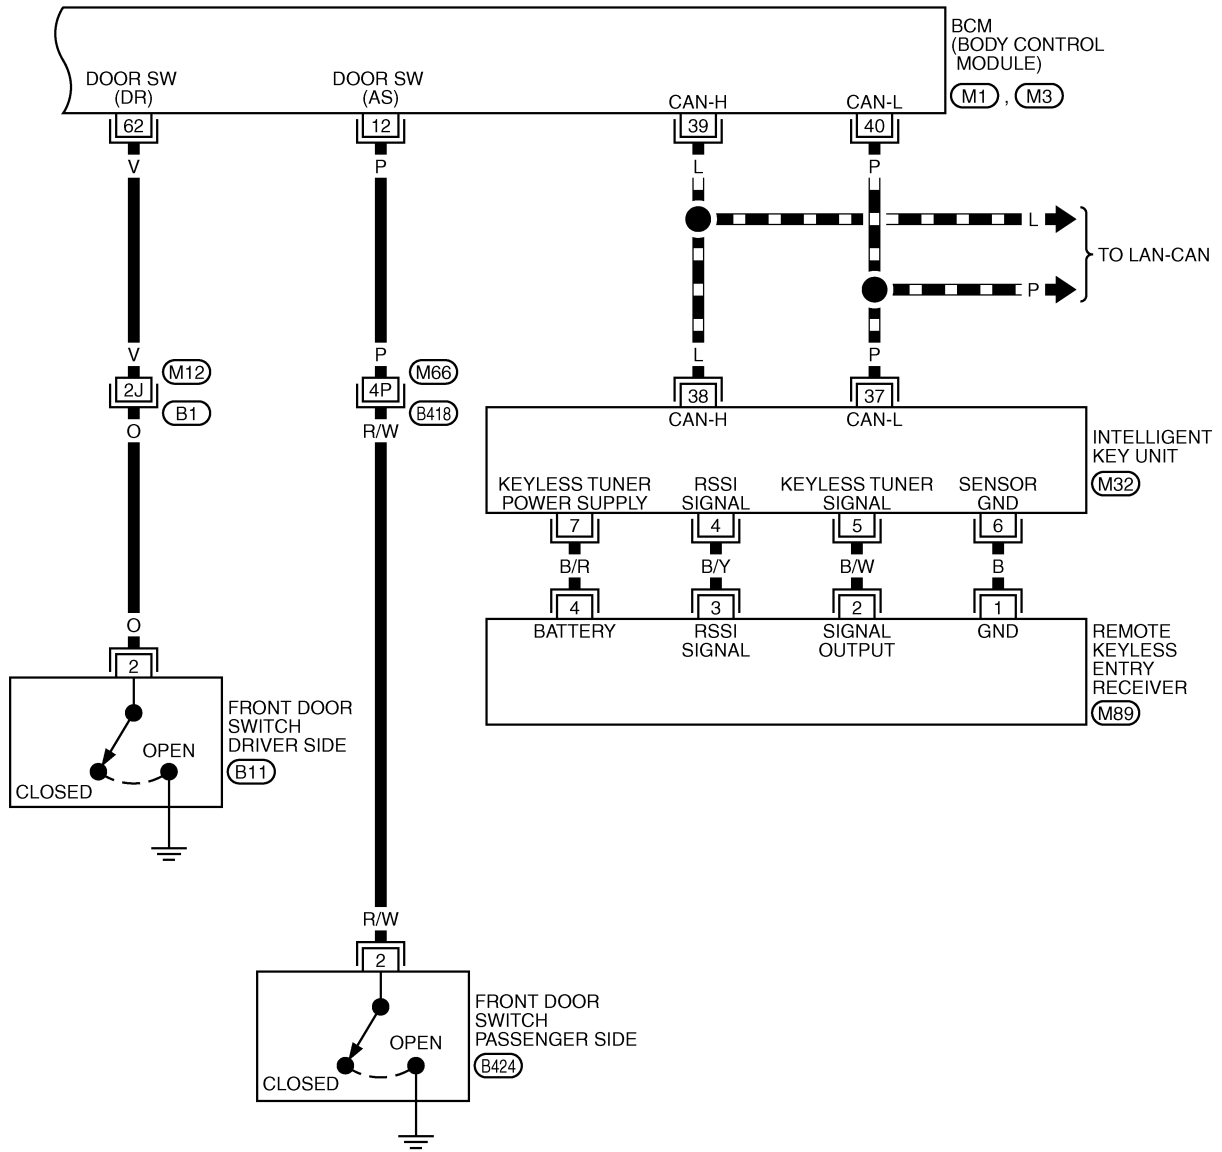 BCM
(BODY CONTROL
MODULE)
M1 , M3
DOOR SW
(DR)
DOOR SW
(AS)
CAN-H
CAN-L
62
12
39
40
V
P
L
P
L
P
TO LAN-CAN
V
P
L
P
2J
M12
B1
4P
M66
B418
38
37
O
R/W
CAN-H
CAN-L
INTELLIGENT
KEY UNIT
M32
KEYLESS TUNER
POWER SUPPLY
RSSI
SIGNAL
KEYLESS TUNER
SIGNAL
SENSOR
GND
7
4
5
6
B/R
B/Y
B/W
B
4
3
2
1
BATTERY
RSSI
SIGNAL
SIGNAL
OUTPUT
GND
REMOTE
KEYLESS
ENTRY
RECEIVER
M89
O
2
FRONT DOOR
SWITCH
DRIVER SIDE
B11
OPEN
CLOSED
R/W
2
FRONT DOOR
SWITCH
PASSENGER SIDE
B424
OPEN
CLOSED